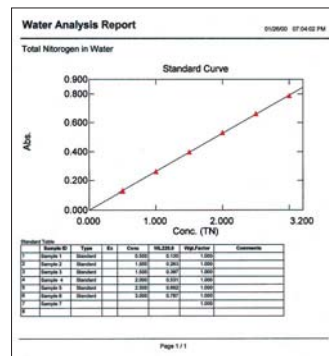 Water Analysis Report
01/26/00 07:04:02 PM
Total Nitorogen in Water
Standard Curve
0.900
0.800
0.600
0.400
0.200
0.000
Abs.
0.000 1.000 2.000 3.000 3.200
Conc. (TN)
Standard Table
Sample ID Type Ex Conc WL220.0 Wgt.Factor Comments
1 Sample 1 Standard 0.500 1.000
2 Sample 2 Standard 1.000 0.263 1.000
3 Sample 3 Standard 1.500 0.397 1.000
4 Sample 4 Standard 2.000 0.531 1.000
5 Sample 5 Standard 2.500 0.662 1.000
6 Sample 6 Standard 3.000 0.787 1.000
7 Sample 7 1.000
8
Page 1 / 1